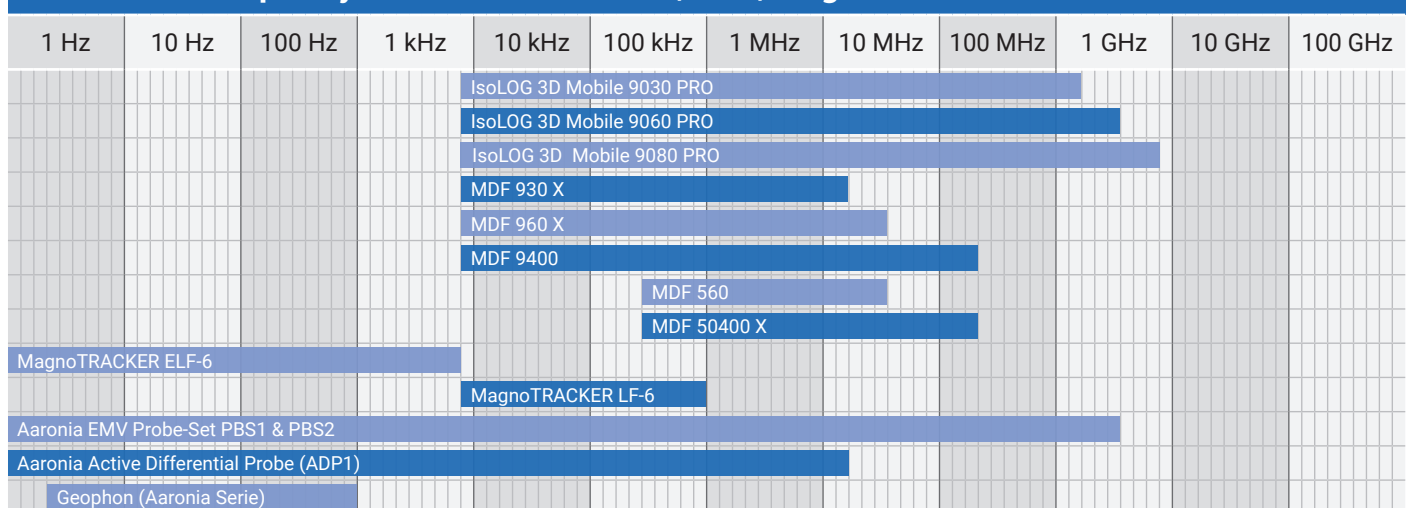 1 Hz 10 Hz 100 Hz 1 kHz 10 kHz 100 kHz 1 MHz 10 MHz 100 MHz 1 GHz 10 GHz 100 GHz
IsoLOG 3D Mobile 9030 PRO
IsoLOG 3D Mobile 9060 PRO
IsoLOG 3D Mobile 9080 PRO
MDF 930 X
MDF 960 X
MDF 9400
MDF 560
MDF 50400 X
MagnoTRACKER ELF-6
MagnoTRACKER LF-6
Aaronia EMV Probe-Set PBS1 & PBS2
Aaronia Active Differential Probe (ADP1)
Geophon (Aaronia Serie)